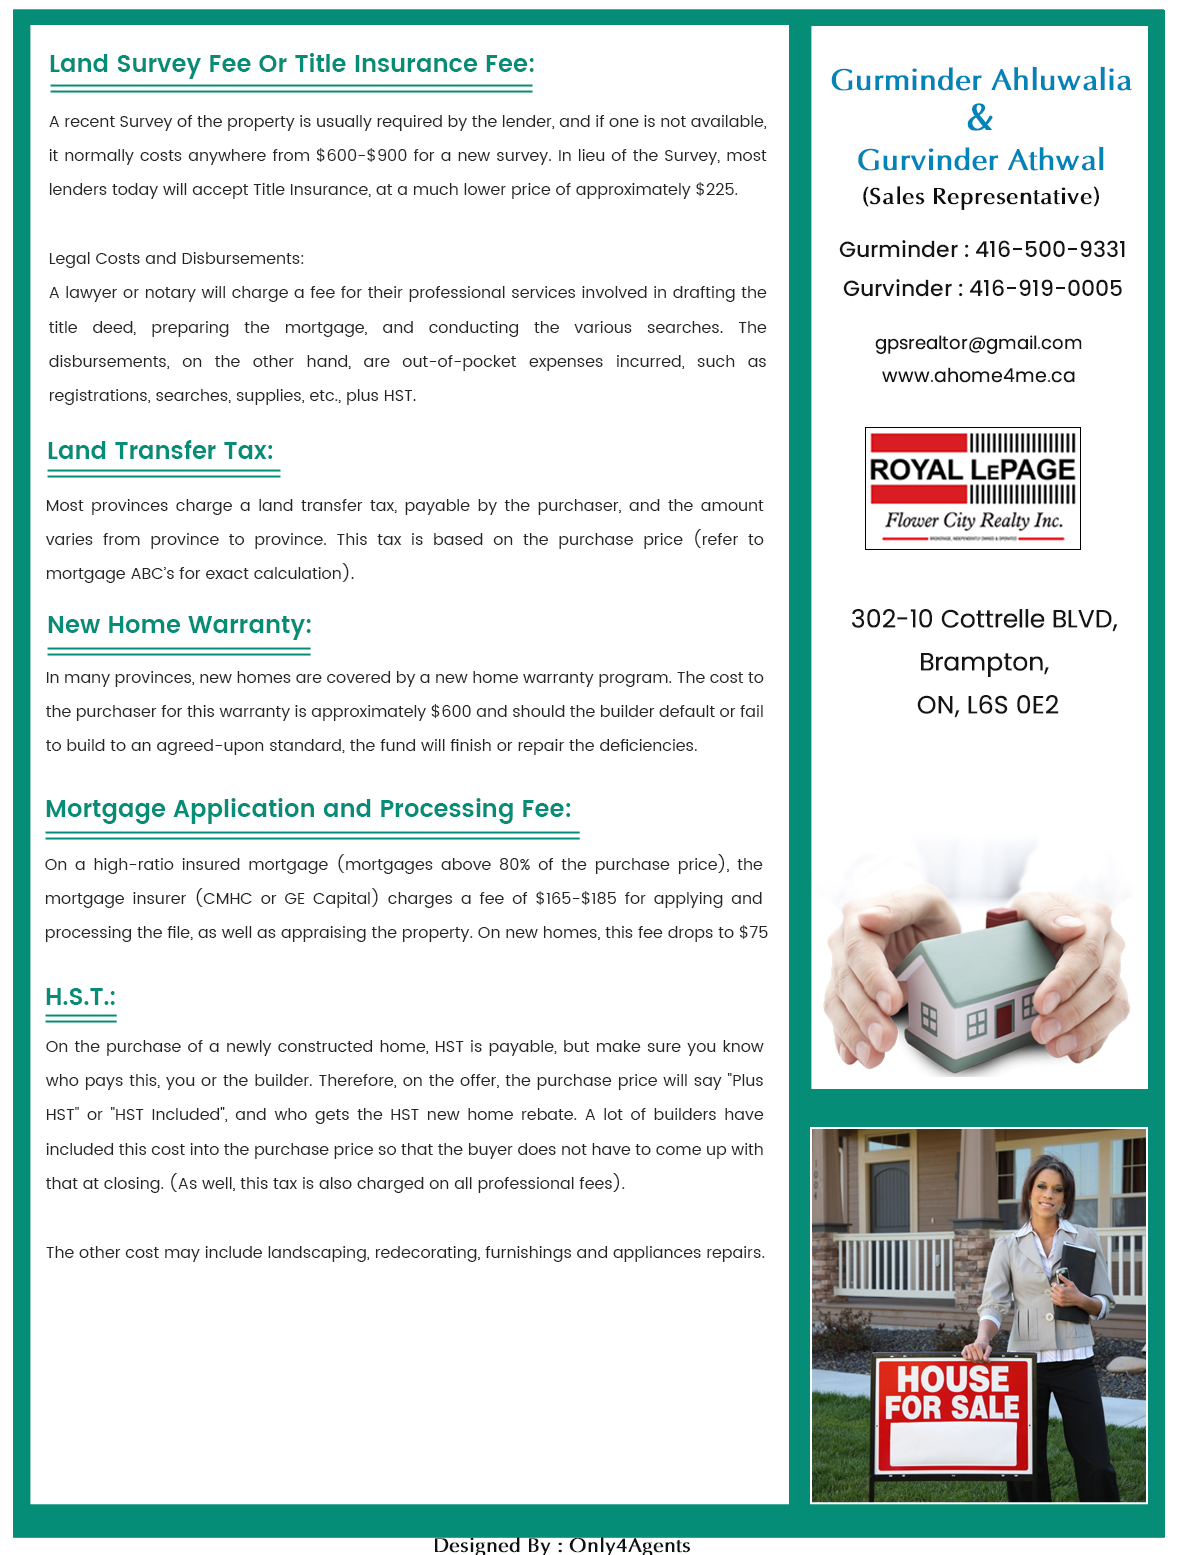 Land Survey Fee Or Title Insurance Fee:
A recent Survey of the property is usually required by the lender, and if one is not available,
it normally costs anywhere from $600-$900 for a new survey. In lieu of the Survey, most
lenders today will accept Title Insurance, at a much lower price of approximately $225.
Legal Costs and Disbursements:
A lawyer or notary will charge a fee for their professional services involved in drafting the
title deed, preparing the mortgage, and conducting the various searches. The
disbursements, on the other hand, are out-of-pocket expenses incurred, such as
registrations, searches, supplies, etc., plus HST.
Land Transfer Tax:
Most provinces charge a land transfer tax, payable by the purchaser, and the amount
varies from province to province. This tax is based on the purchase price (refer to
mortgage ABC's for exact calculation).
New Home Warranty:
In many provinces, new homes are covered by a new home warranty program. The cost to
the purchaser for this warranty is approximately $600 and should the builder default or fail
to build to an agreed-upon standard, the fund will finish or repair the deficiencies.
Mortgage Application and Processing Fee:
On a high-ratio insured mortgage (mortgages above 80% of the purchase price), the
mortgage insurer (CMHC or GE Capital) charges a fee of $165-$185 for applying and
processing the file, as well as appraising the property. On new homes, this fee drops to $75
H.S.T.:
On the purchase of a newly constructed home, HST is payable, but make sure you know
who pays this, you or the builder. Therefore, on the offer, the purchase price will say "Plus
HST" or "HST Included", and who gets the HST new home rebate. A lot of builders have
included this cost into the purchase price so that the buyer does not have to come up with
that at closing. (As well, this tax is also charged on all professional fees).
The other cost may include landscaping, redecorating, furnishings and appliances repairs.
Gurminder Ahluwalia
&
Gurvinder Athwal
(Sales Representative)
Gurminder : 416-500-9331
Gurvinder : 416-919-0005
gpsrealtor@gmail.com
www.ahome4me.ca
ROYAL LEPAGE
Flower City Realty Inc.
BROKERAGE, INDEPENDENTLY OWNED & OPERATED
302-10 Cottrelle BLVD,
Brampton,
ON, L6S 0E2
1004
HOUSE
FOR SALE
Designed By : Only4Agents